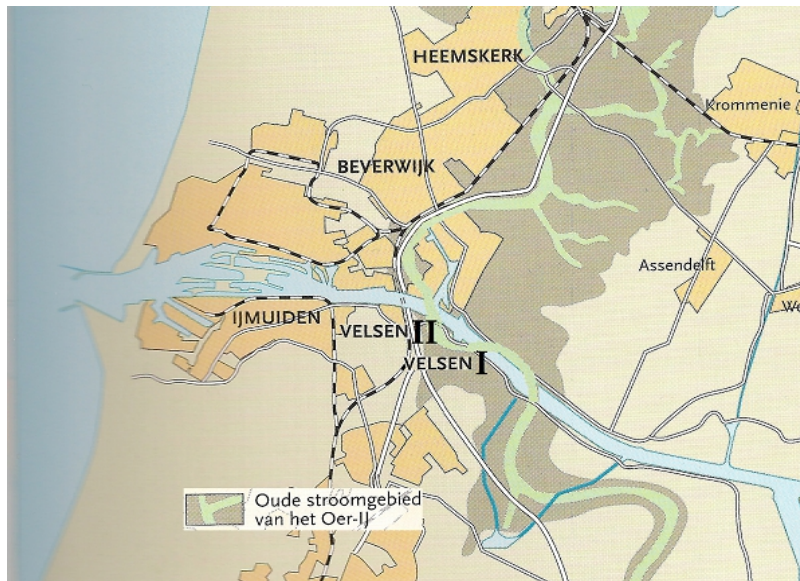 HEEMSKERK
Krommenie
BEVERWIJK
Assendelft
IJMUIDEN
VELSEN II
VELSEN I
Oude stroomgebied
van het Oer-IJ